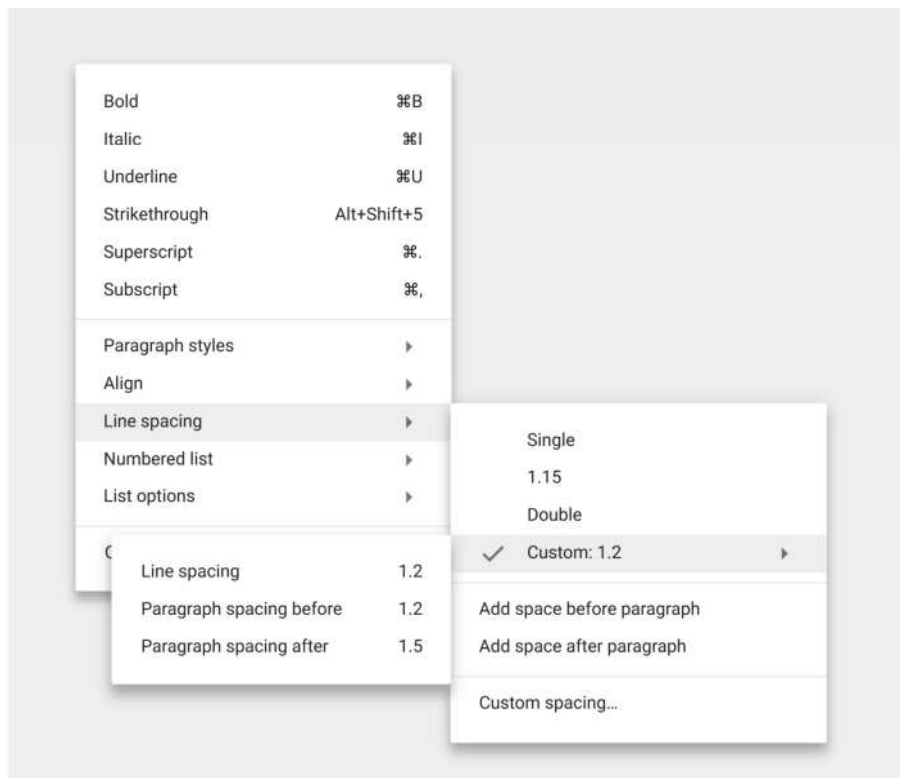 Bold ⌘B
Italic ⌘I
Underline ⌘U
Strikethrough Alt+Shift+5
Superscript ⌘.
Subscript ⌘,
Paragraph styles
Align
Line spacing
Numbered list
List options
Single
1.15
Double
Custom: 1.2
Add space before paragraph
Add space after paragraph
Custom spacing…
Line spacing 1.2
Paragraph spacing before 1.2
Paragraph spacing after 1.5